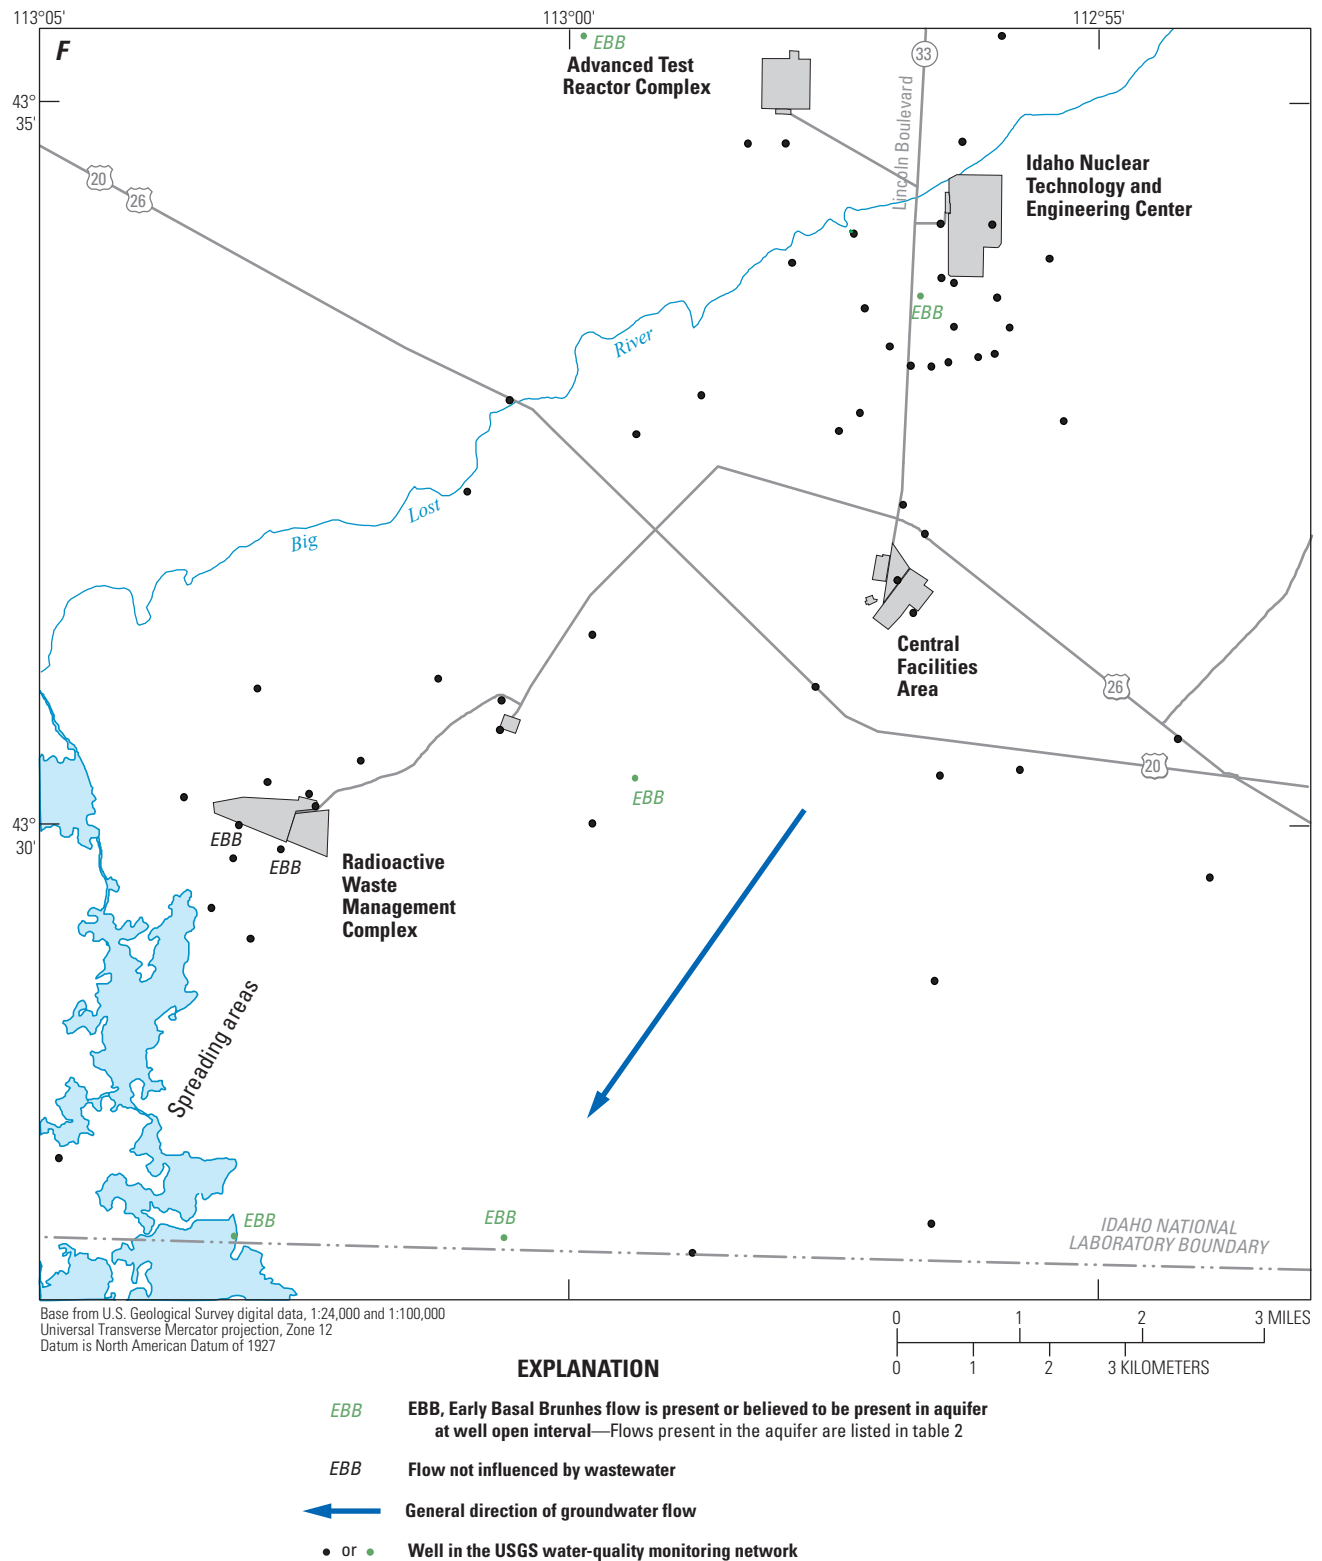 113°05'
113°00'
112°55'
F
EBB
Advanced Test
Reactor Complex
33
43°
35'
Lincoln Boulevard
20
26
Idaho Nuclear
Technology and
Engineering Center
EBB
River
Lost
Big
Central
Facilities
Area
26
20
EBB
43°
30'
EBB
EBB
Radioactive
Waste
Management
Complex
Spreading areas
EBB
EBB
IDAHO NATIONAL
LABORATORY BOUNDARY
Base from U.S. Geological Survey digital data, 1:24,000 and 1:100,000
Universal Transverse Mercator projection, Zone 12
Datum is North American Datum of 1927
0 1 2 3 MILES
0 1 2 3 KILOMETERS
EXPLANATION
EBB EBB, Early Basal Brunhes flow is present or believed to be present in aquifer
at well open interval—Flows present in the aquifer are listed in table 2
EBB Flow not influenced by wastewater
General direction of groundwater flow
or Well in the USGS water-quality monitoring network